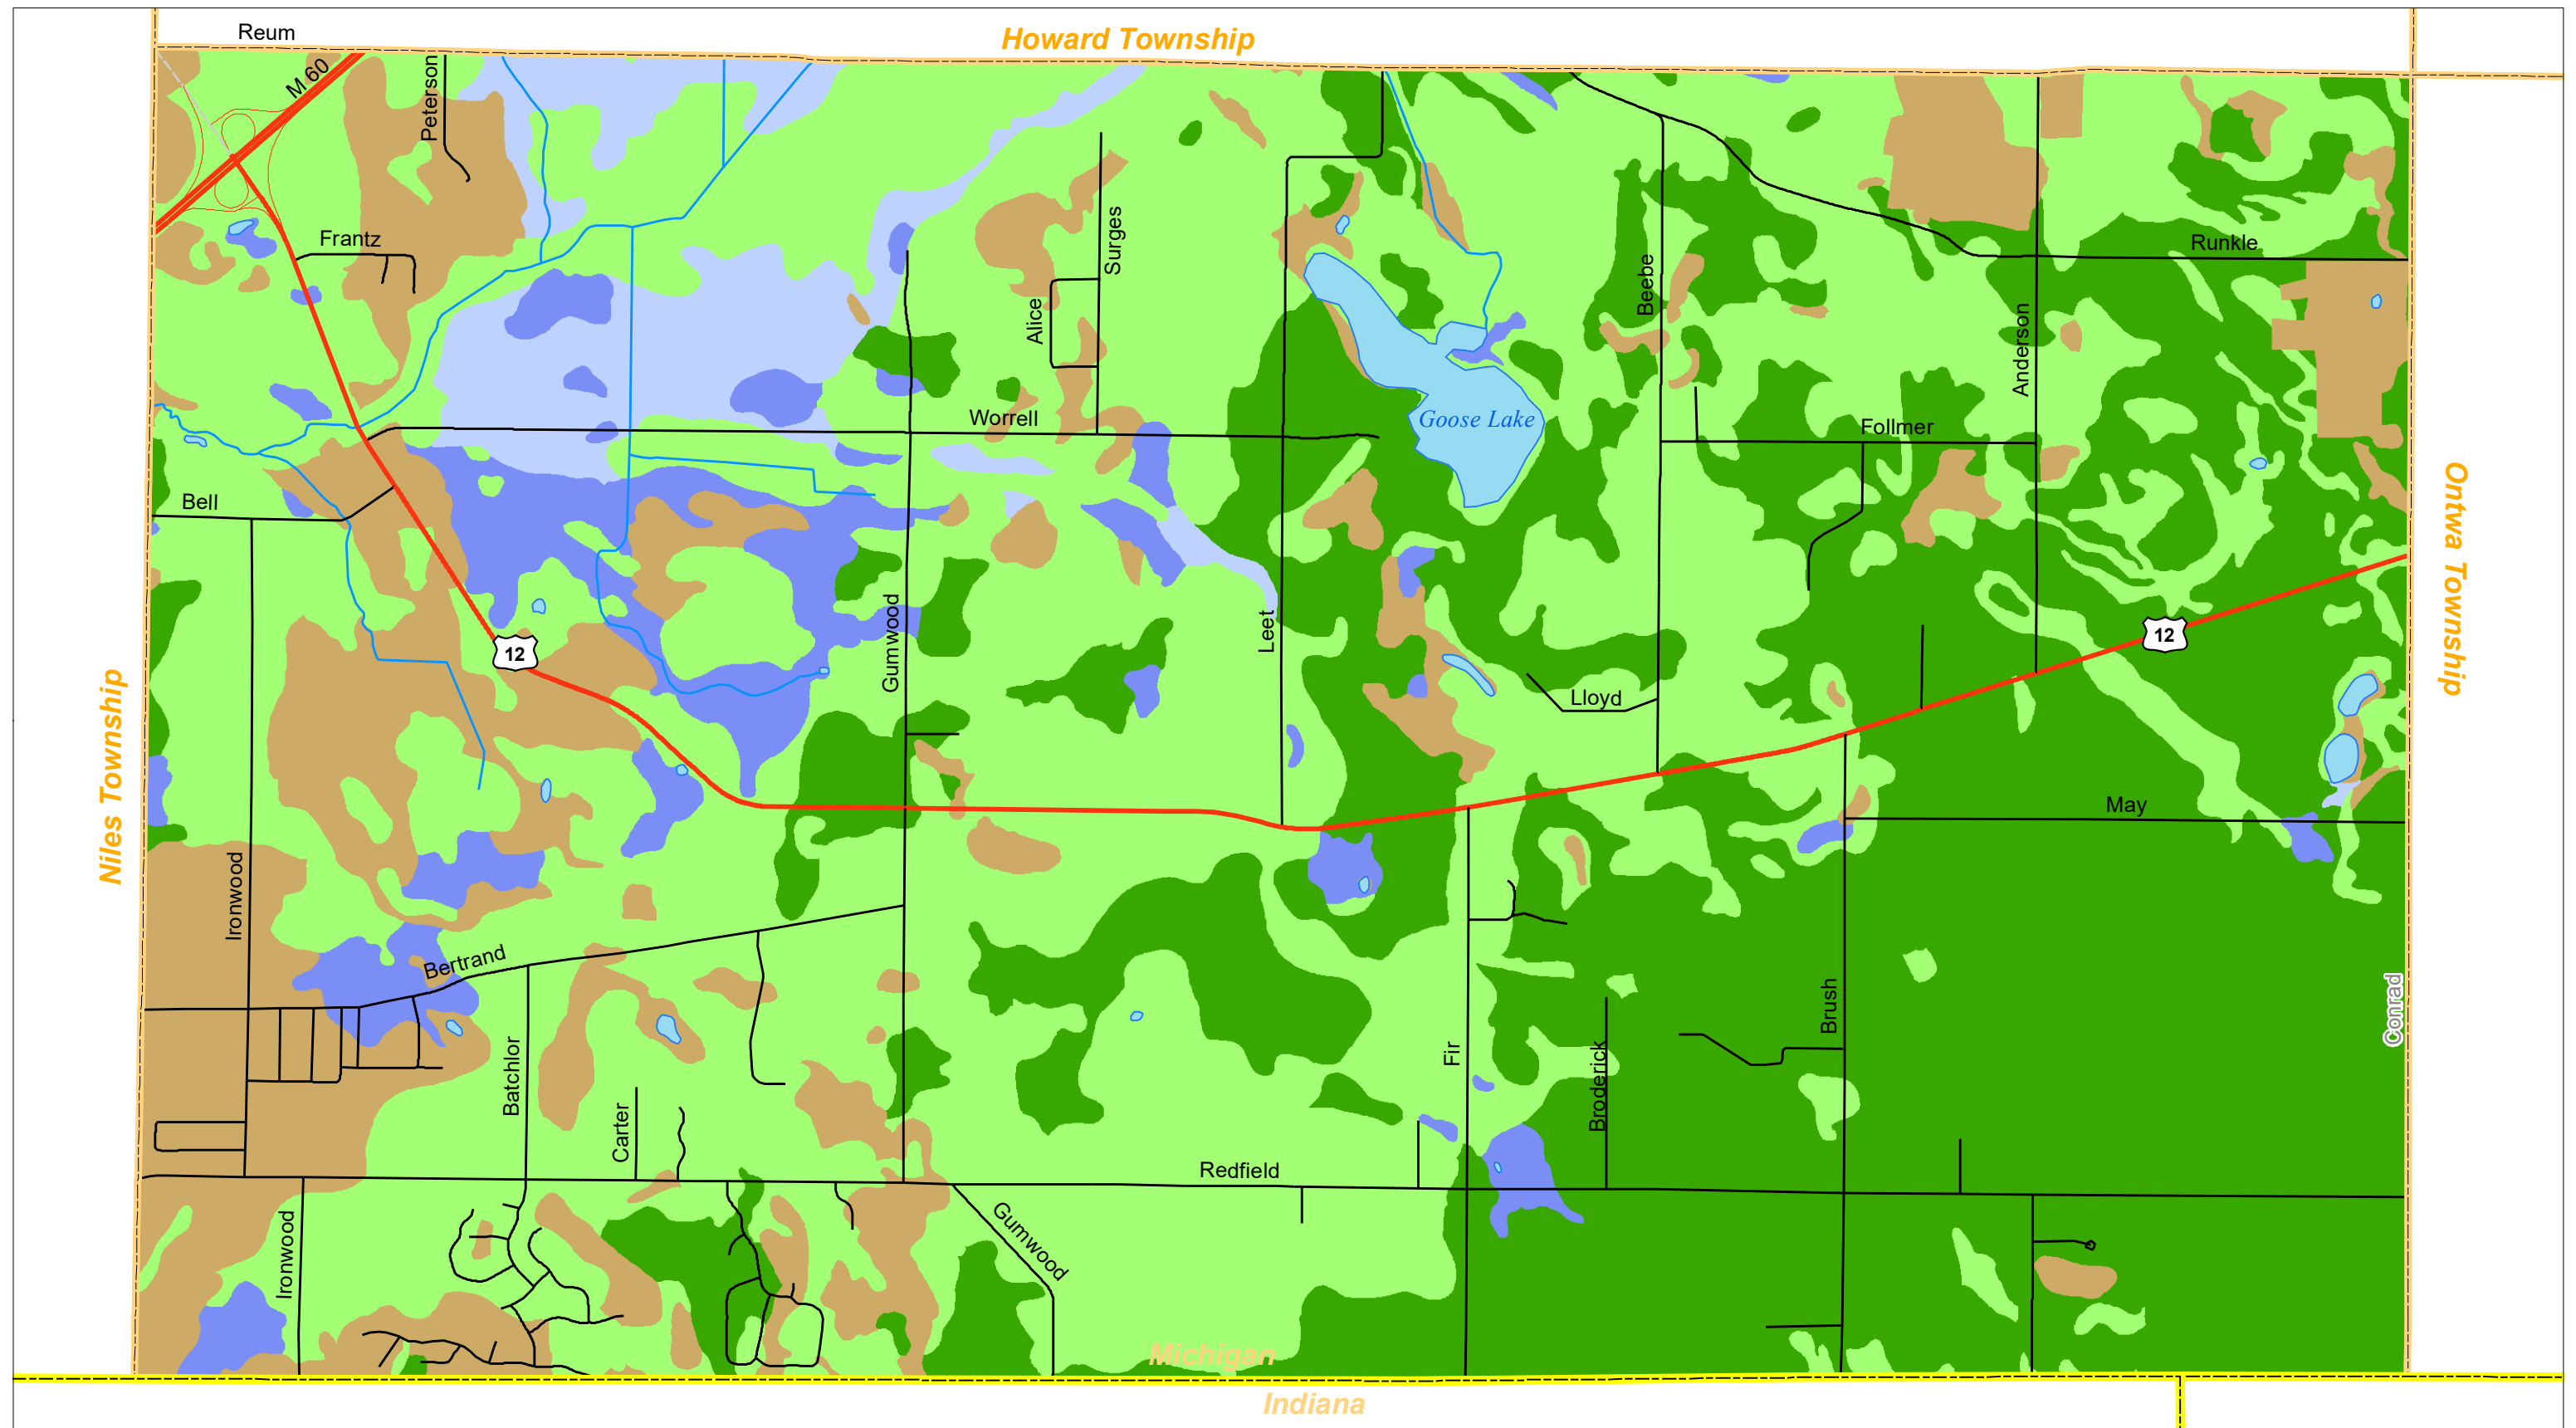 Reum
Howard Township
M 60
Peterson
Frantz
Surges
Alice
Beebe
Runkle
Anderson
Worrell
Goose Lake
Follmer
Bell
Ontwa Township
Gumwood
Leet
12
12
Lloyd
Niles Township
May
Ironwood
Bertrand
Batchlor
Carter
Fir
Broderick
Brush
Conrad
Redfield
Ironwood
Gumwood
Michigan
Indiana